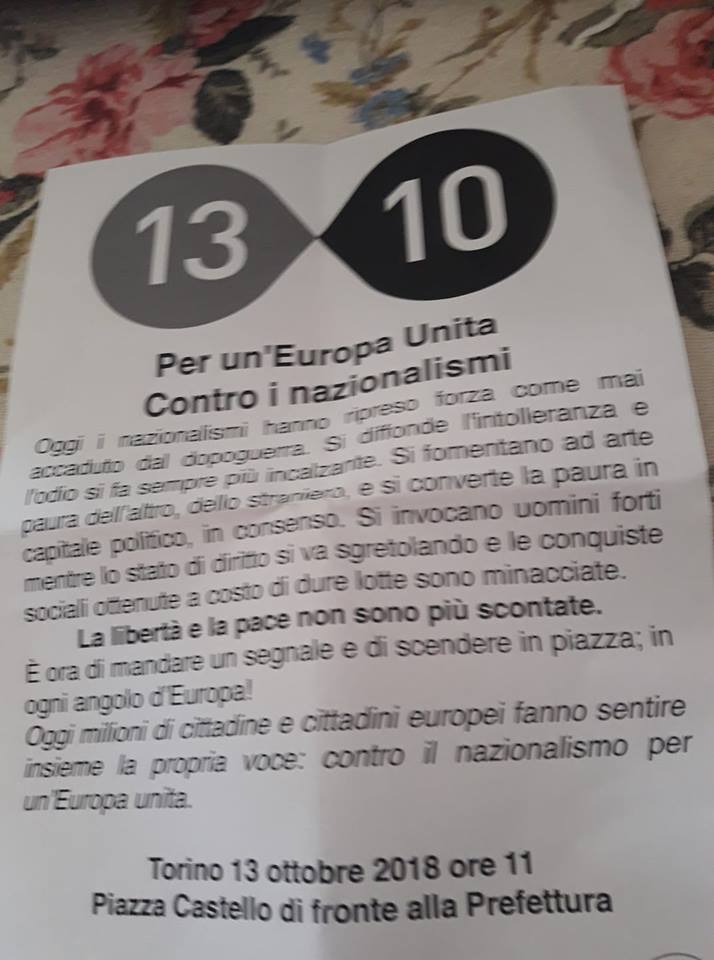 13 10
Per un'Europa Unita
Contro i nazionalismi
Oggi i nazionalismi hanno ripreso forza come mai
accaduto dal dopoguerra. Si diffonde l'intolleranza e
l'odio si fa sempre più incalzante. Si fomentano ad arte
paura dell'altro, dello straniero, e si converte la paura in
capitale politico, in consenso. Si invocano uomini forti
mentre lo stato di diritto si va sgretolando e le conquiste
sociali ottenute a costo di dure lotte sono minacciate.
La libertà e la pace non sono più scontate.
È ora di mandare un segnale e di scendere in piazza; in
ogni angolo d'Europa!
Oggi milioni di cittadine e cittadini europei fanno sentire
insieme la propria voce: contro il nazionalismo per
un'Europa unita.
Torino 13 ottobre 2018 ore 11
Piazza Castello di fronte alla Prefettura